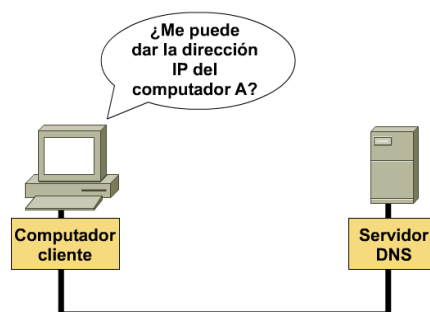 ¿Me puede
dar la dirección
IP del
computador A?
Computador
cliente
Servidor
DNS